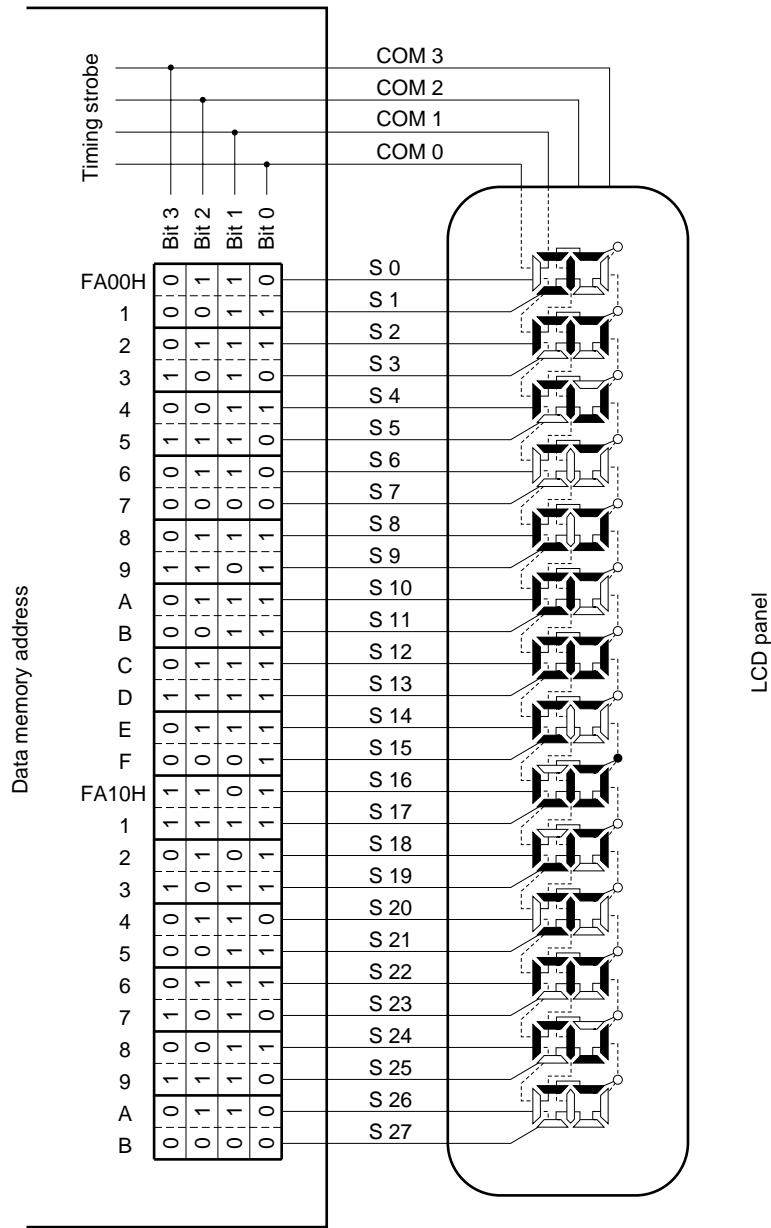 Timing strobe
COM 3
COM 2
COM 1
COM 0
Bit 3 Bit 2 Bit 1 Bit 0
FA00H 0 1 1 0 S 0
1 0 0 1 1 S 1
2 0 1 1 1 S 2
3 1 0 1 0 S 3
4 0 0 1 1 S 4
5 1 1 1 0 S 5
6 0 1 1 0 S 6
7 0 0 0 0 S 7
8 0 1 1 1 S 8
9 1 1 0 1 S 9
A 0 1 1 1 S 10
B 0 0 1 1 S 11
C 0 1 1 1 S 12
D 1 1 1 1 S 13
E 0 1 1 1 S 14
F 0 0 0 1 S 15
FA10H 1 1 0 1 S 16
1 1 1 1 1 S 17
2 0 1 0 1 S 18
3 1 0 1 1 S 19
4 0 1 1 0 S 20
5 0 0 1 1 S 21
6 0 1 1 1 S 22
7 1 0 1 0 S 23
8 0 0 1 1 S 24
9 1 1 1 0 S 25
A 0 1 1 0 S 26
B 0 0 0 0 S 27
Data memory address
LCD panel